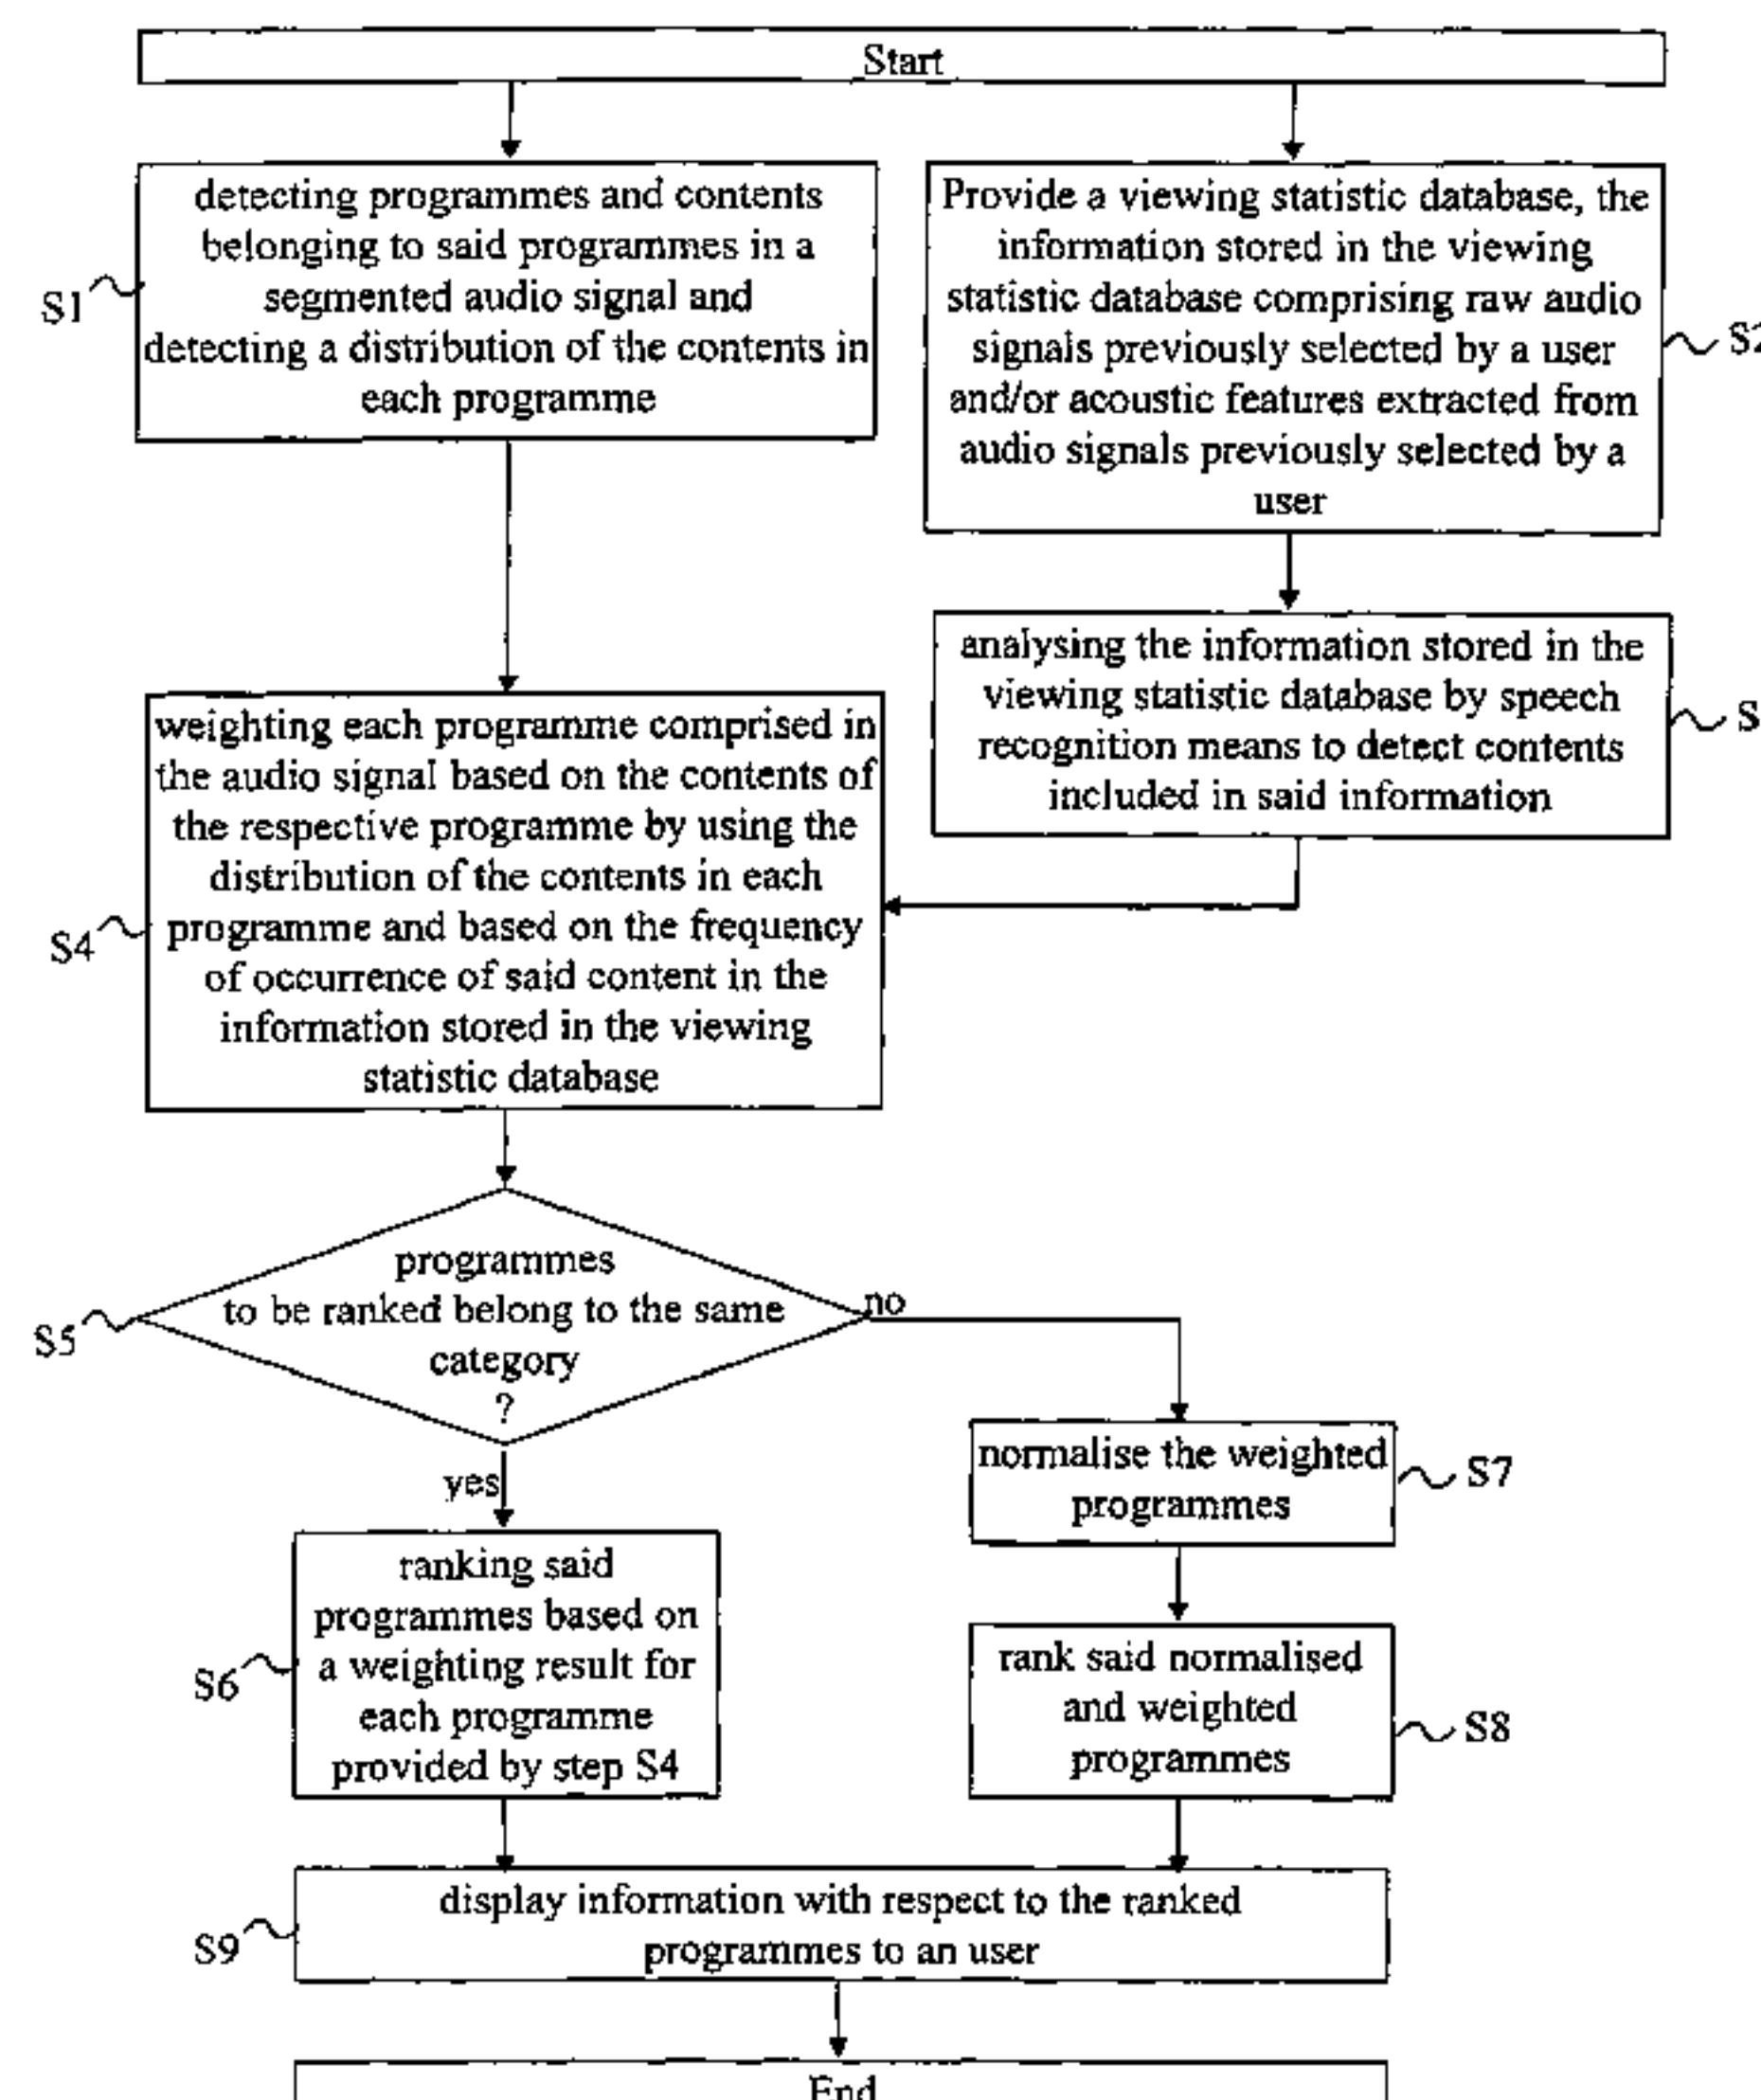 Start
detecting programmes and contents
belonging to said programmes in a
segmented audio signal and
detecting a distribution of the contents in
each programme
S1
Provide a viewing statistic database, the
information stored in the viewing
statistic database comprising raw audio
signals previously selected by a user
and/or acoustic features extracted from
audio signals previously selected by a
user
S2
analysing the information stored in the
viewing statistic database by speech
recognition means to detect contents
included in said information
S
weighting each programme comprised in
the audio signal based on the contents of
the respective programme by using the
distribution of the contents in each
programme and based on the frequency
of occurrence of said content in the
information stored in the viewing
statistic database
S4
programmes
to be ranked belong to the same
category
?
S5
no
yes
normalise the weighted
programmes
S7
ranking said
programmes based on
a weighting result for
each programme
provided by step S4
S6
rank said normalised
and weighted
programmes
S8
display information with respect to the ranked
programmes to an user
S9
End